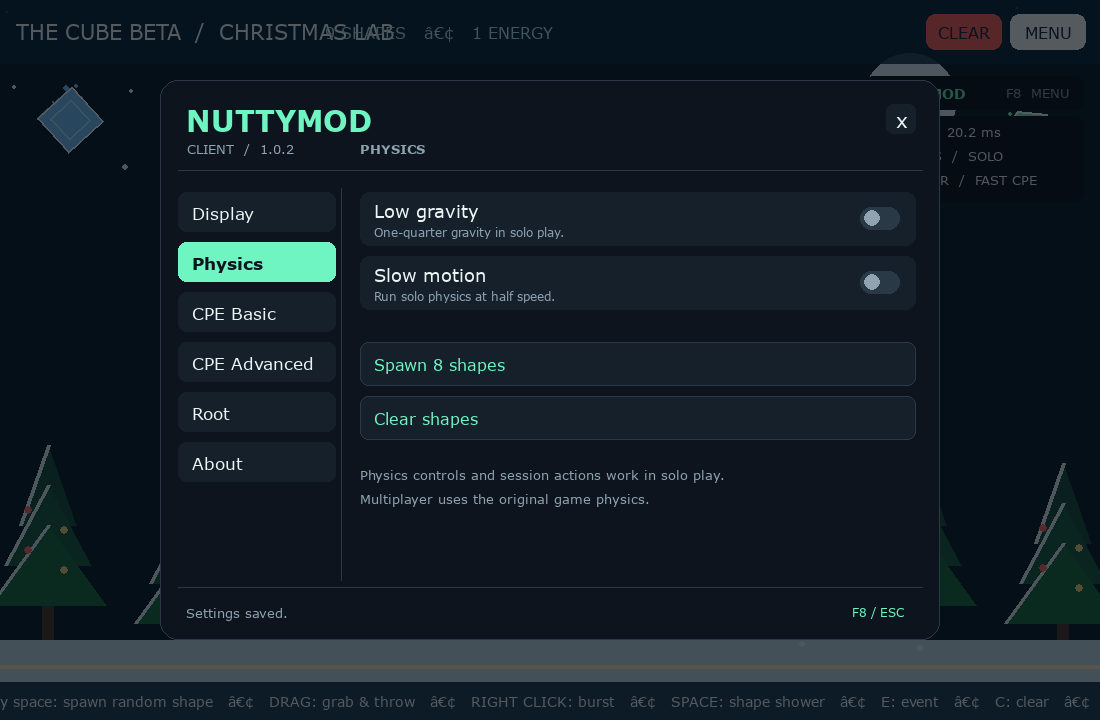 THE CUBE BETA / CHRISTMAS LAB
SHAPES â€¢ 1 ENERGY
CLEAR
MENU
F8 MENU
20.2 ms
/ SOLO
/ FAST CPE
NUTTYMOD
CLIENT / 1.0.2
PHYSICS
x
Display
Physics
CPE Basic
CPE Advanced
Root
About
Low gravity
One-quarter gravity in solo play.
Slow motion
Run solo physics at half speed.
Spawn 8 shapes
Clear shapes
Physics controls and session actions work in solo play.
Multiplayer uses the original game physics.
Settings saved.
F8 / ESC
y space: spawn random shape â€¢ DRAG: grab & throw â€¢ RIGHT CLICK: burst â€¢ SPACE: shape shower â€¢ E: event â€¢ C: clear â€¢